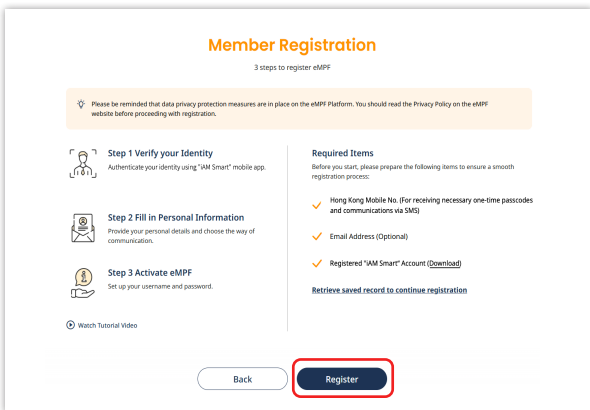 Member Registration
3 steps to register eMPF
Please be reminded that data privacy protection measures are in place on the eMPF Platform. You should read the Privacy Policy on the eMPF
website before proceeding with registration.
Step 1 Verify your Identity
Authenticate your identity using "iAM Smart" mobile app.
Step 2 Fill in Personal Information
Provide your personal details and choose the way of
communication.
Step 3 Activate eMPF
Set up your username and password.
Watch Tutorial Video
Required Items
Before you start, please prepare the following items to ensure a smooth
registration process:
Hong Kong Mobile No. (For receiving necessary one-time passcodes
and communications via SMS)
Email Address (Optional)
Registered "iAM Smart" Account (Download)
Retrieve saved record to continue registration
Back
Register